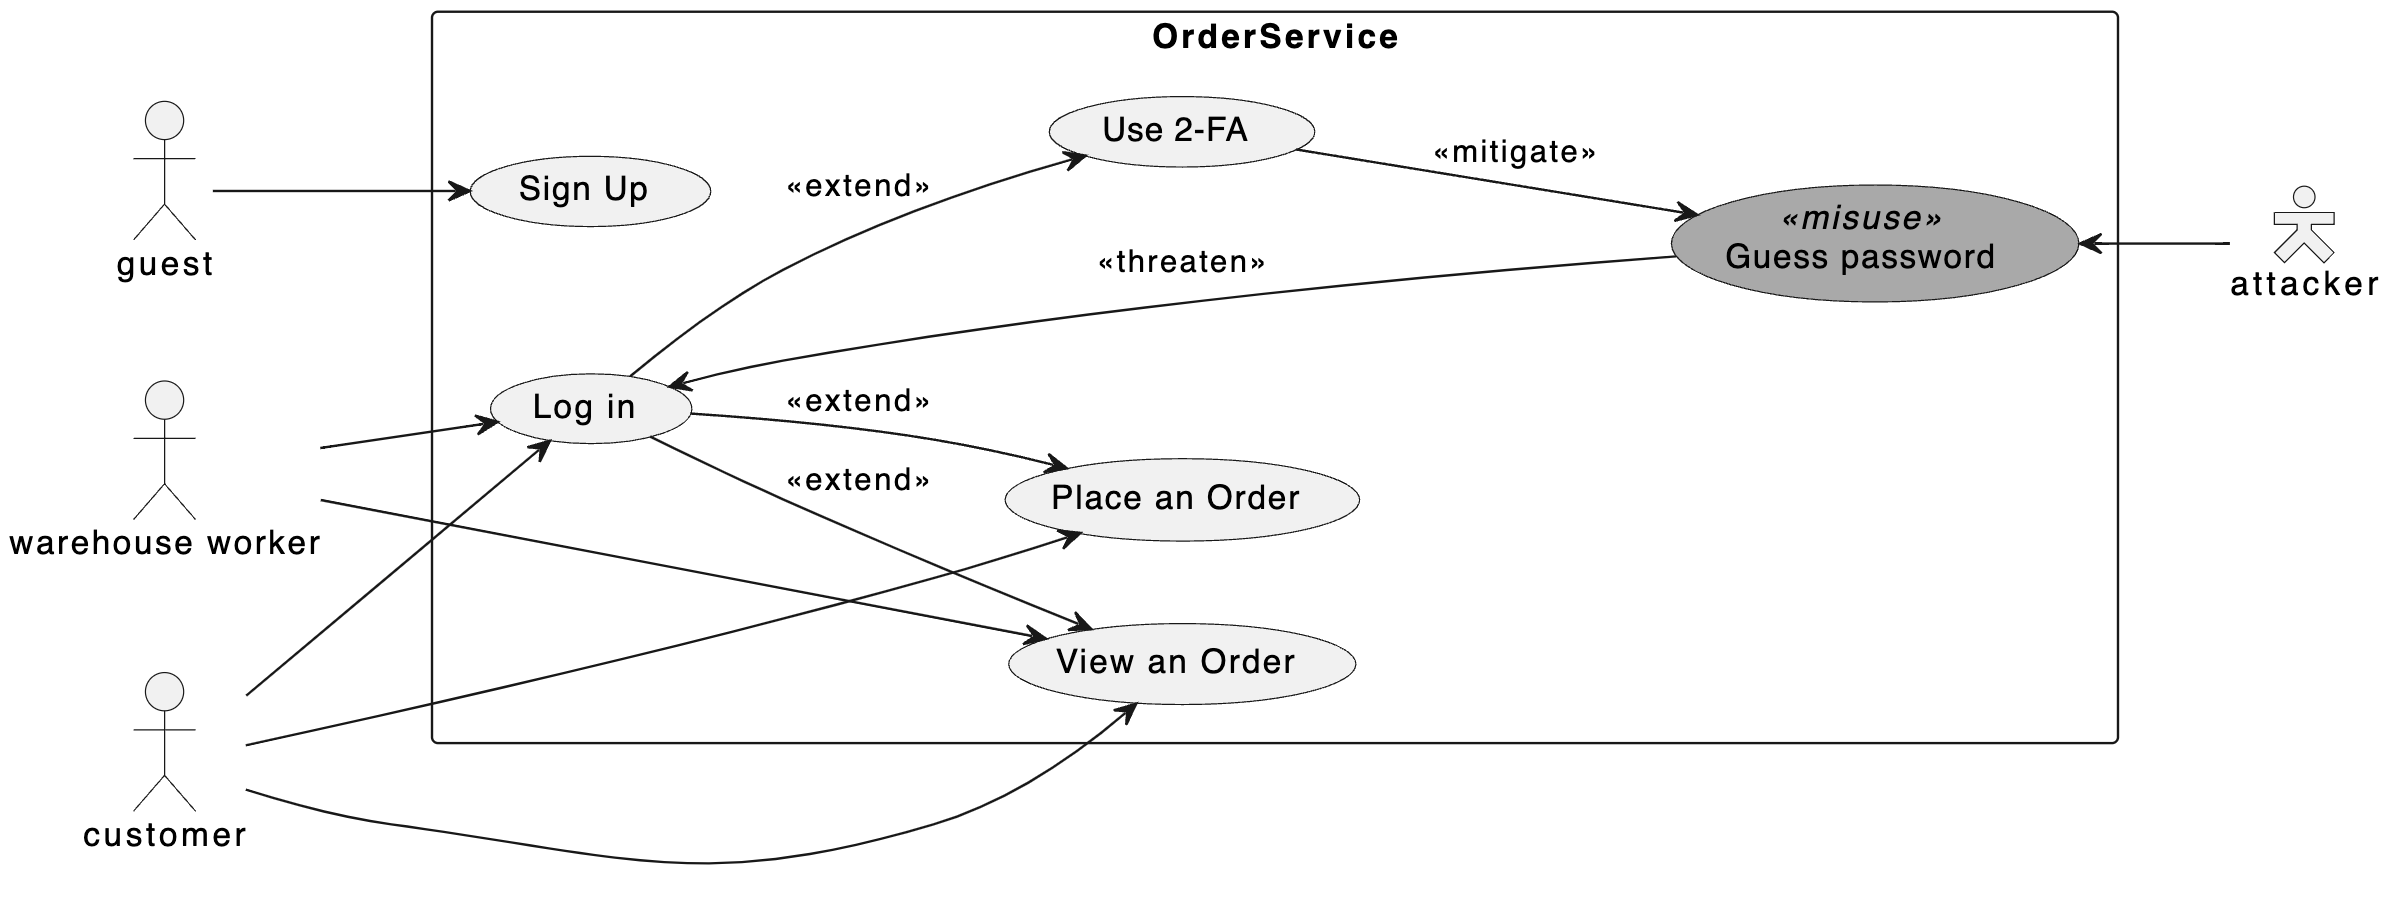 OrderService
Use 2-FA
«mitigate»
«extend»
Sign Up
«misuse»
Guess password
guest
«threaten»
attacker
Log in
«extend»
«extend»
Place an Order
warehouse worker
View an Order
customer